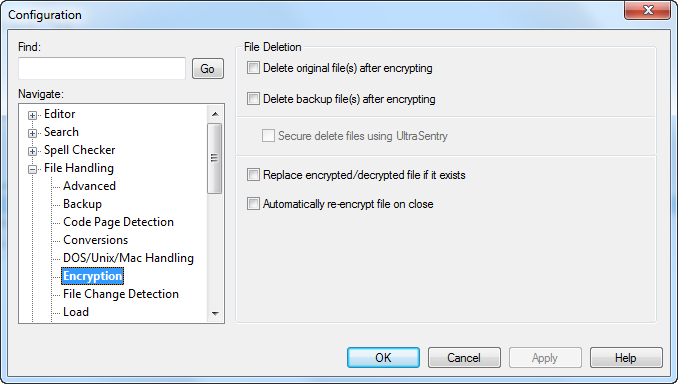 Configuration
Find:
Go
Navigate:
Editor
Search
Spell Checker
File Handling
Advanced
Backup
Code Page Detection
Conversions
DOS/Unix/Mac Handling
Encryption
File Change Detection
Load
File Deletion
Delete original file(s) after encrypting
Delete backup file(s) after encrypting
Secure delete files using UltraSentry
Replace encrypted/decrypted file if it exists
Automatically re-encrypt file on close
OK
Cancel
Apply
Help